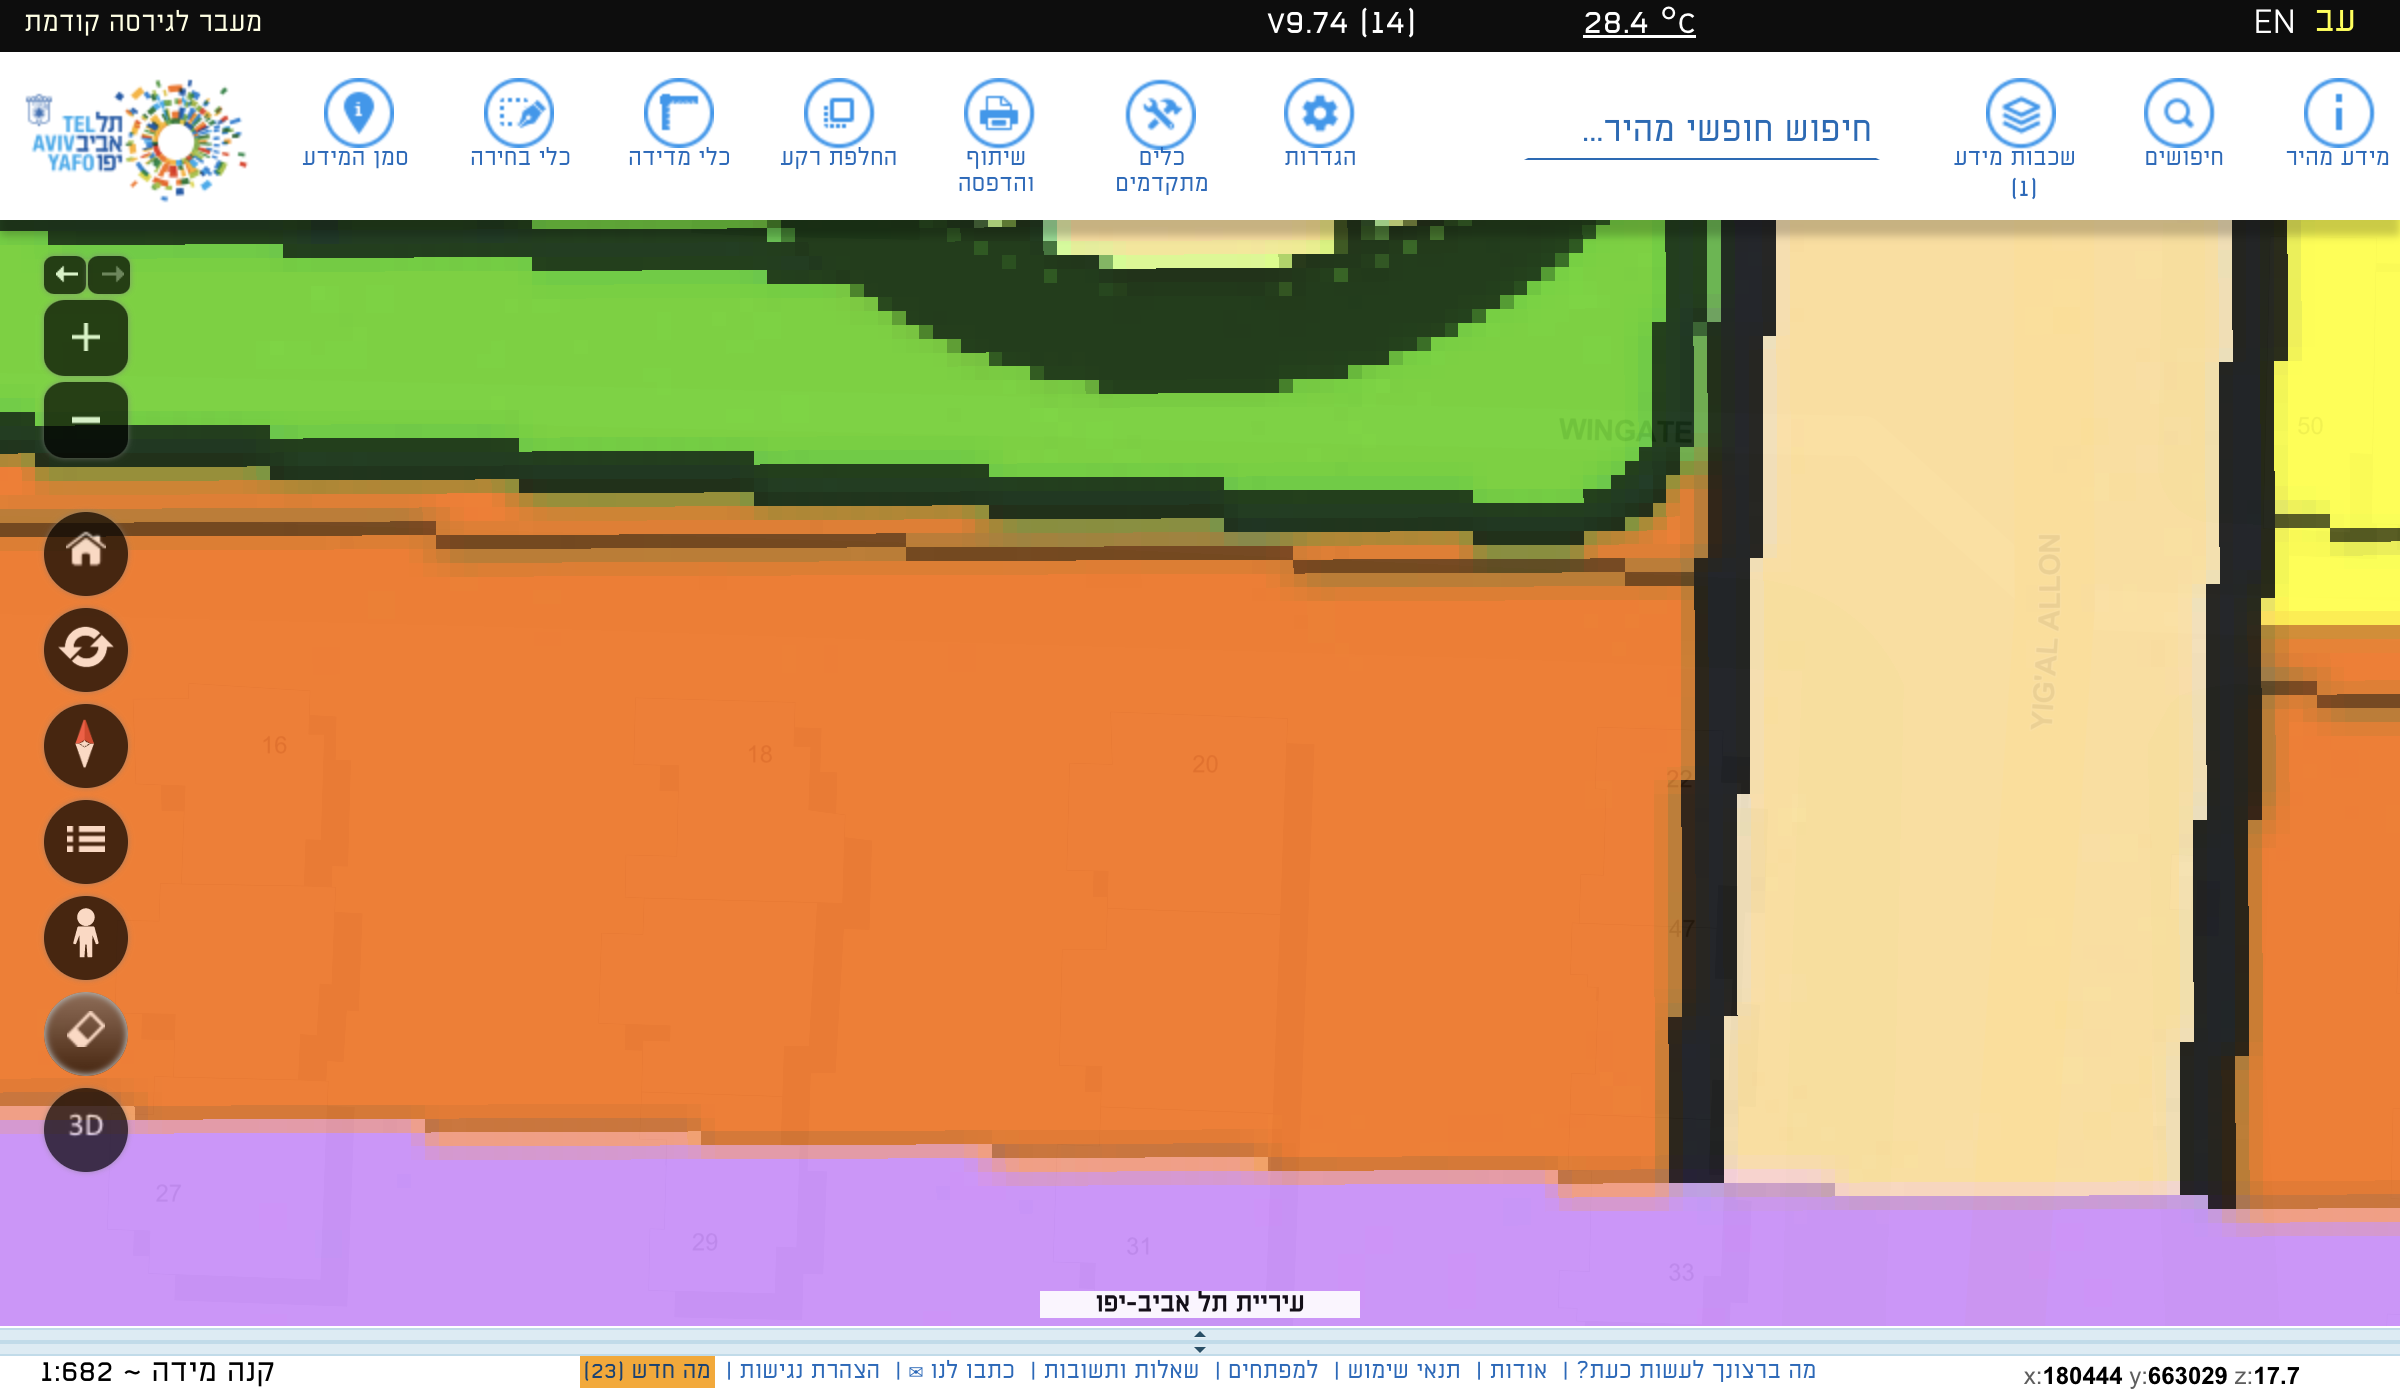 עב EN
28.4 °C
V9.74 (14)
מעבר לגירסה קודמת
מידע מהיר
חיפושים
שכבות מידע
(1)
חיפוש חופשי מהיר...
הגדרות
כלים
מתקדמים
שיתוף
והדפסה
החלפת רקע
כלי מדידה
כלי בחירה
סמן המידע
תל TEL
אביב AVIV
יפו YAFO
WINGATE
50
YIG'AL ALLON
16
18
20
22
47
3D
27
29
31
33
עיריית תל אביב-יפו
מה ברצונך לעשות כעת? | אודות | תנאי שימוש | למפתחים | שאלות ותשובות | כתבו לנו ✉ | הצהרת נגישות | מה חדש (23)
קנה מידה ~ 1:682
x:180444 y:663029 z:17.7